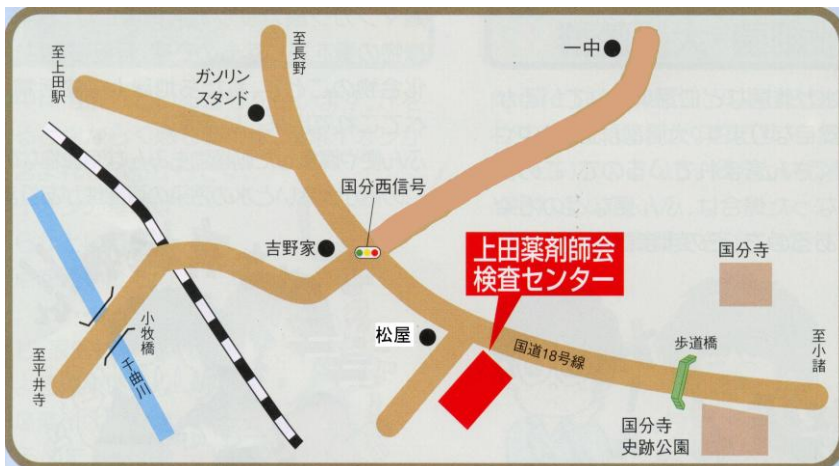 至上田駅
ガソリン
スタンド
至長野
一中
国分西信号
吉野家
上田薬剤師会
検査センター
国分寺
小牧橋
松屋
国道18号線
歩道橋
至小諸
至平井寺
千曲川
国分寺
史跡公園